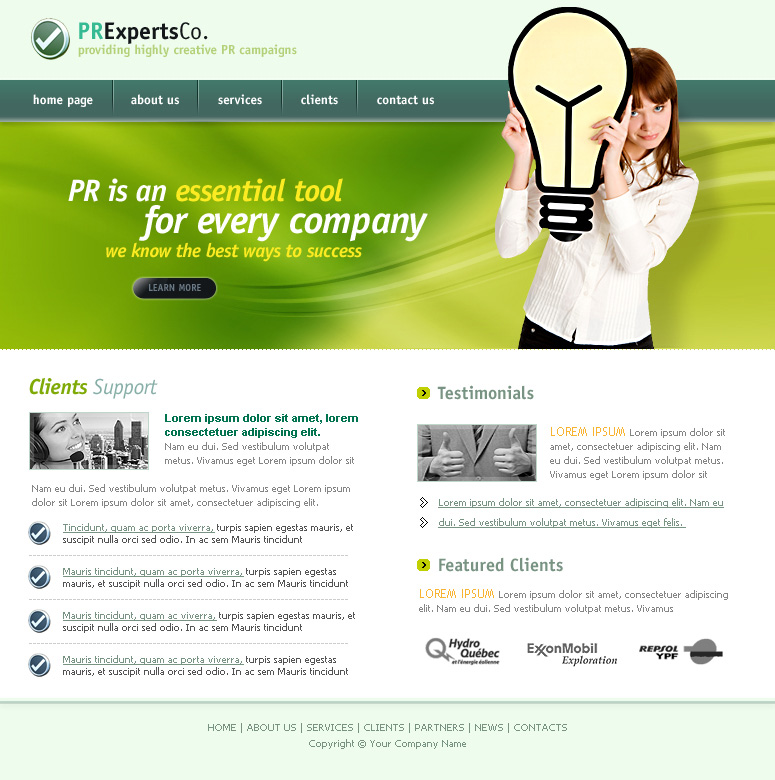 PRExpertsCo.
providing highly creative PR campaigns
home page about us services clients contact us
PR is an essential tool
for every company
we know the best ways to success
LEARN MORE
Clients Support
Lorem ipsum dolor sit amet, lorem
consectetuer adipiscing elit.
Nam eu dui. Sed vestibulum volutpat
metus. Vivamus eget Lorem ipsum dolor sit
Nam eu dui. Sed vestibulum volutpat metus. Vivamus eget Lorem ipsum
dolor sit Lorem ipsum dolor sit amet, consectetuer adipiscing elit.
Tincidunt, quam ac porta viverra, turpis sapien egestas mauris, et
suscipit nulla orci sed odio. In ac sem Mauris tincidunt
Mauris tincidunt, quam ac porta viverra, turpis sapien egestas
mauris, et suscipit nulla orci sed odio. In ac sem Mauris tincidunt
Mauris tincidunt, quam ac viverra, turpis sapien egestas mauris, et
suscipit nulla orci sed odio. In ac sem Mauris tincidunt
Mauris tincidunt, quam ac porta viverra, turpis sapien egestas
mauris, et suscipit nulla orci sed odio. In ac sem Mauris tincidunt
Testimonials
LOREM IPSUM Lorem ipsum dolor sit
amet, consectetuer adipiscing elit. Nam
eu dui. Sed vestibulum volutpat
metus. Vivamus eget Lorem ipsum dolor sit
Lorem ipsum dolor sit amet, consectetuer adipiscing elit. Nam eu
dui. Sed vestibulum volutpat metus. Vivamus eget felis.
Featured Clients
LOREM IPSUM Lorem ipsum dolor sit amet, consectetuer adipiscing
elit. Nam eu dui. Sed vestibulum volutpat metus. Vivamus
Hydro
Québec
et l'énergie éolienne
ExxonMobil
Exploration
REPSOL
YPF
HOME | ABOUT US | SERVICES | CLIENTS | PARTNERS | NEWS | CONTACTS
Copyright © Your Company Name